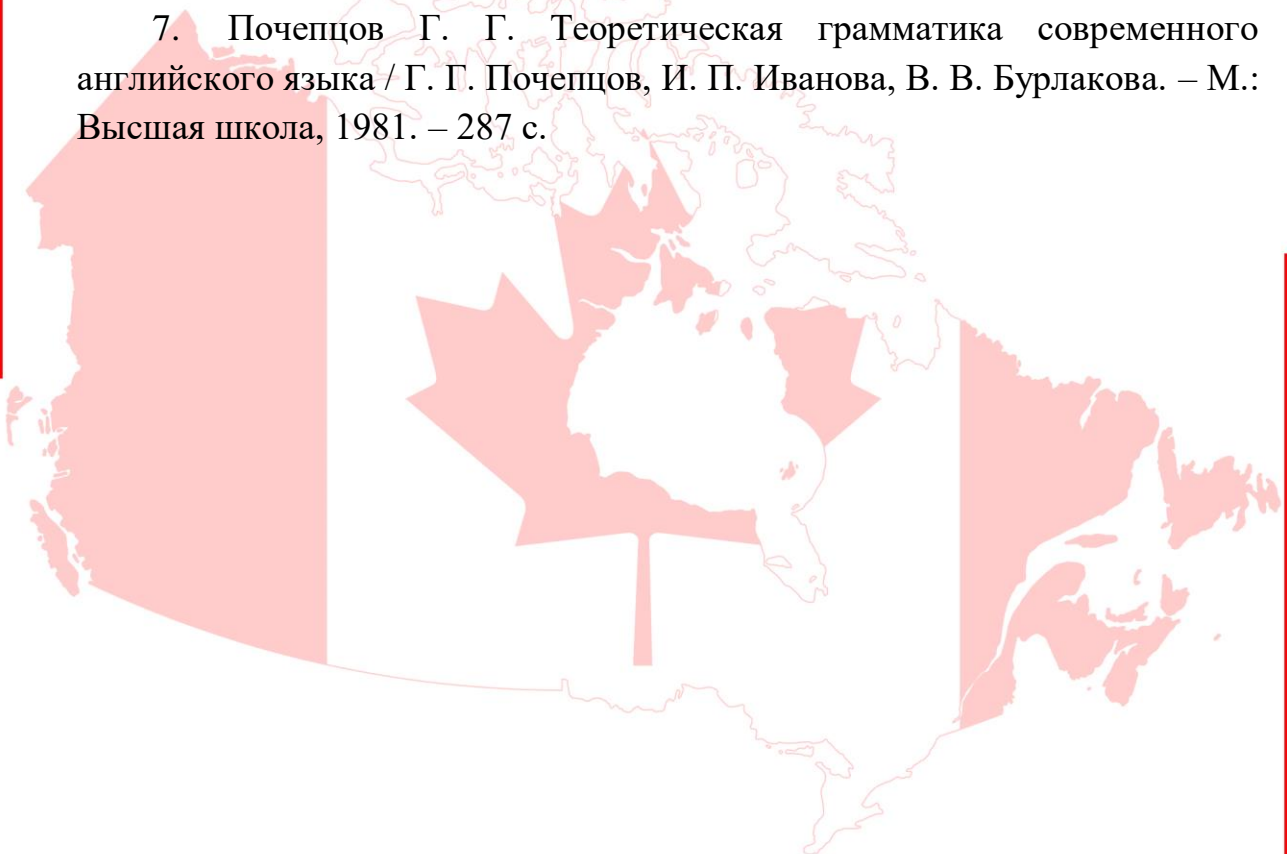 7. Почепцов Г. Г. Теоретическая грамматика современного
английского языка / Г. Г. Почепцов, И. П. Иванова, В. В. Бурлакова. – М.:
Высшая школа, 1981. – 287 с.